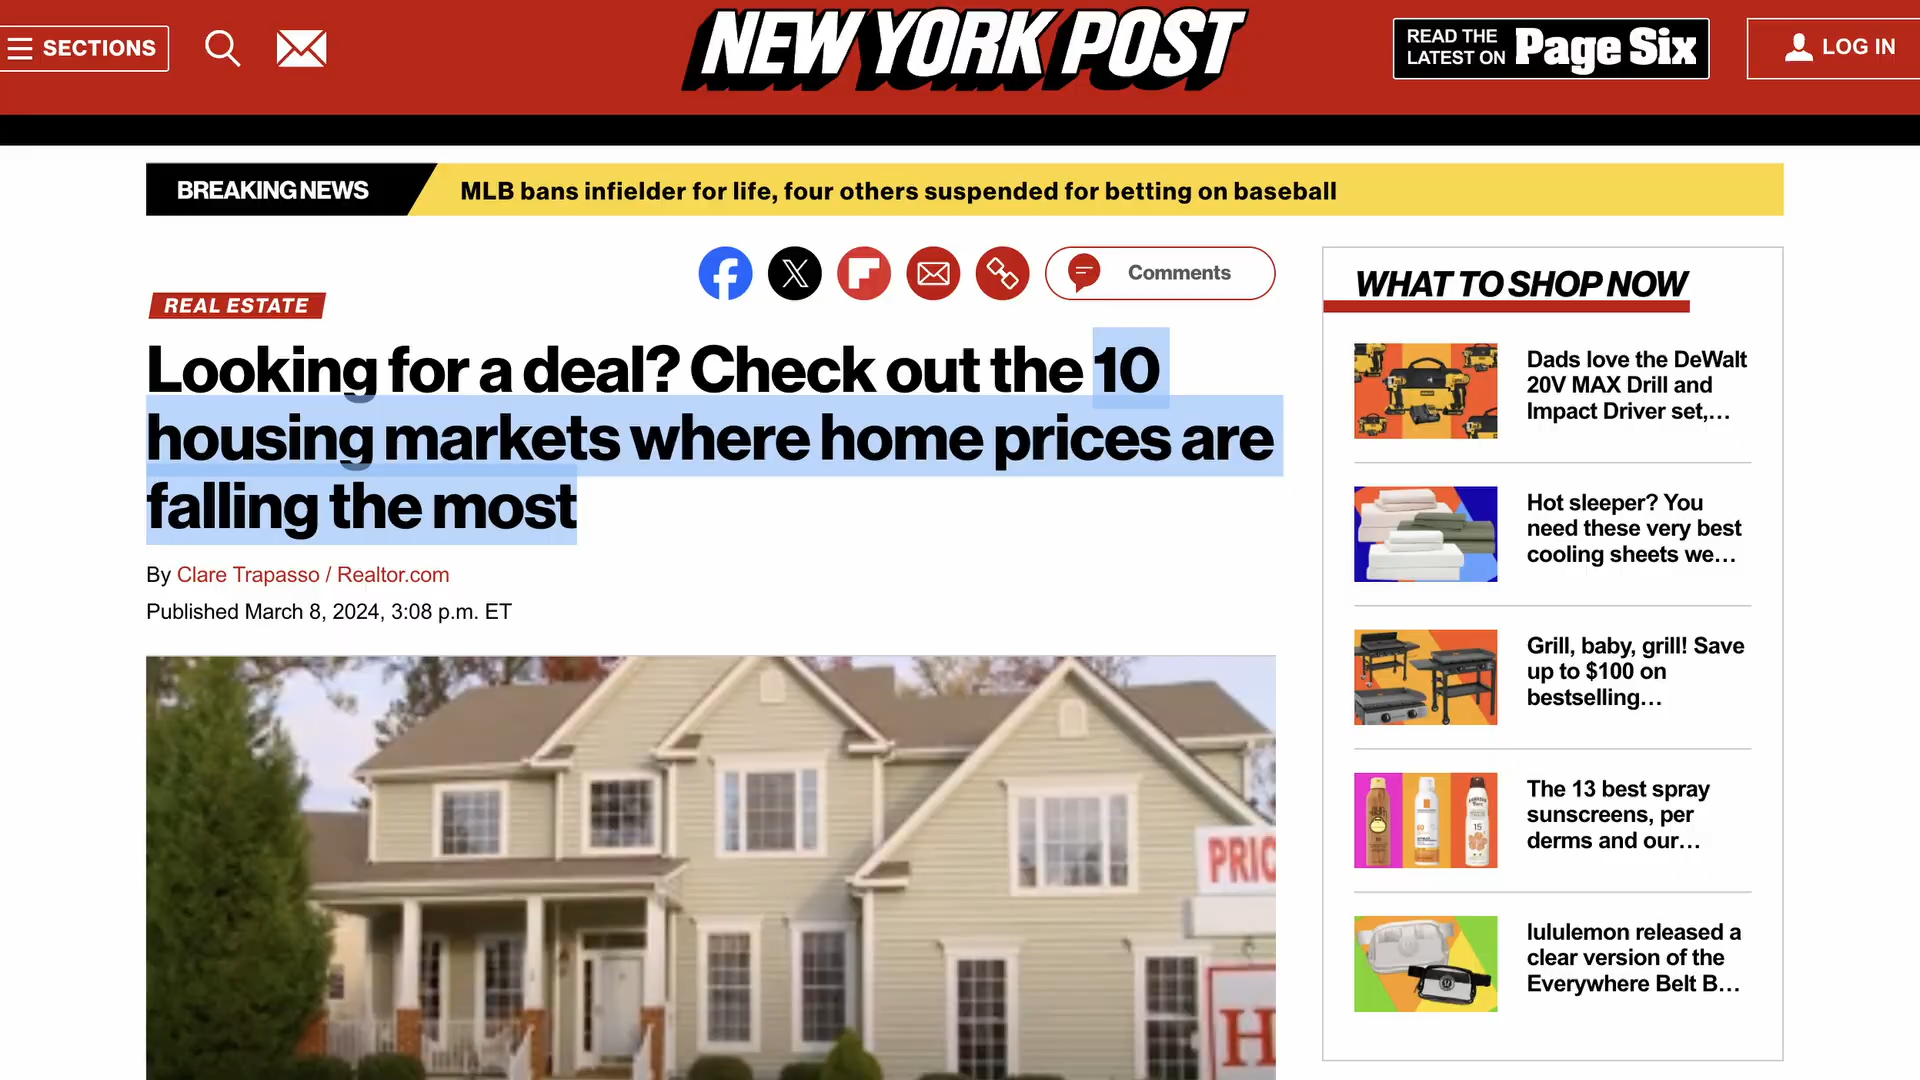 SECTIONS
NEW YORK POST
READ THE
LATEST ON
Page Six
LOG IN
BREAKING NEWS
MLB bans infielder for life, four others suspended for betting on baseball
Comments
REAL ESTATE
Looking for a deal? Check out the 10
housing markets where home prices are
falling the most
By Clare Trapasso / Realtor.com
Published March 8, 2024, 3:08 p.m. ET
PRIC
H
WHAT TO SHOP NOW
Dads love the DeWalt
20V MAX Drill and
Impact Driver set,…
Hot sleeper? You
need these very best
cooling sheets we…
Grill, baby, grill! Save
up to $100 on
bestselling…
The 13 best spray
sunscreens, per
derms and our…
15
lululemon released a
clear version of the
Everywhere Belt B…